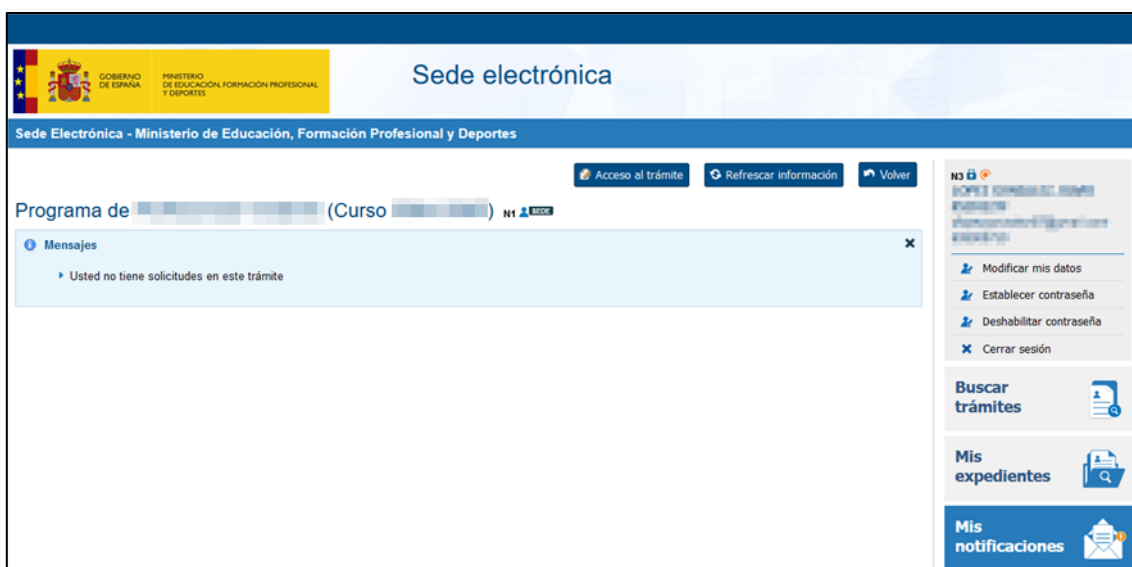 GOBIERNO
DE ESPAÑA
MINISTERIO
DE EDUCACIÓN, FORMACIÓN PROFESIONAL
Y DEPORTES
Sede electrónica
Sede Electrónica - Ministerio de Educación, Formación Profesional y Deportes
Acceso al trámite
Refrescar información
Volver
Programa de (Curso ) N1 SEDE
Mensajes
Usted no tiene solicitudes en este trámite
N3
Modificar mis datos
Establecer contraseña
Deshabilitar contraseña
Cerrar sesión
Buscar
trámites
Mis
expedientes
Mis
notificaciones